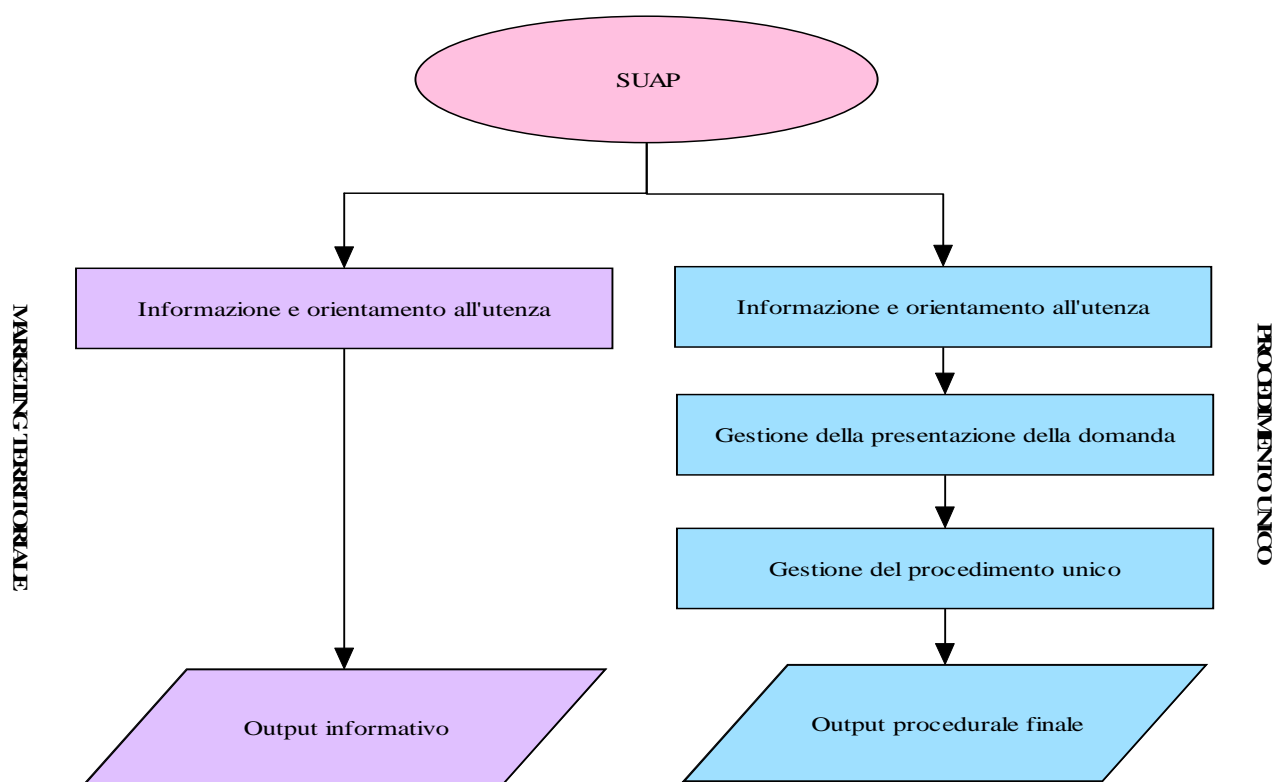 SUAP
Informazione e orientamento all'utenza
Informazione e orientamento all'utenza
MARKETING TERRITORIALE
PROCEDIMENTO UNICO
Gestione della presentazione della domanda
Gestione del procedimento unico
Output informativo
Output procedurale finale